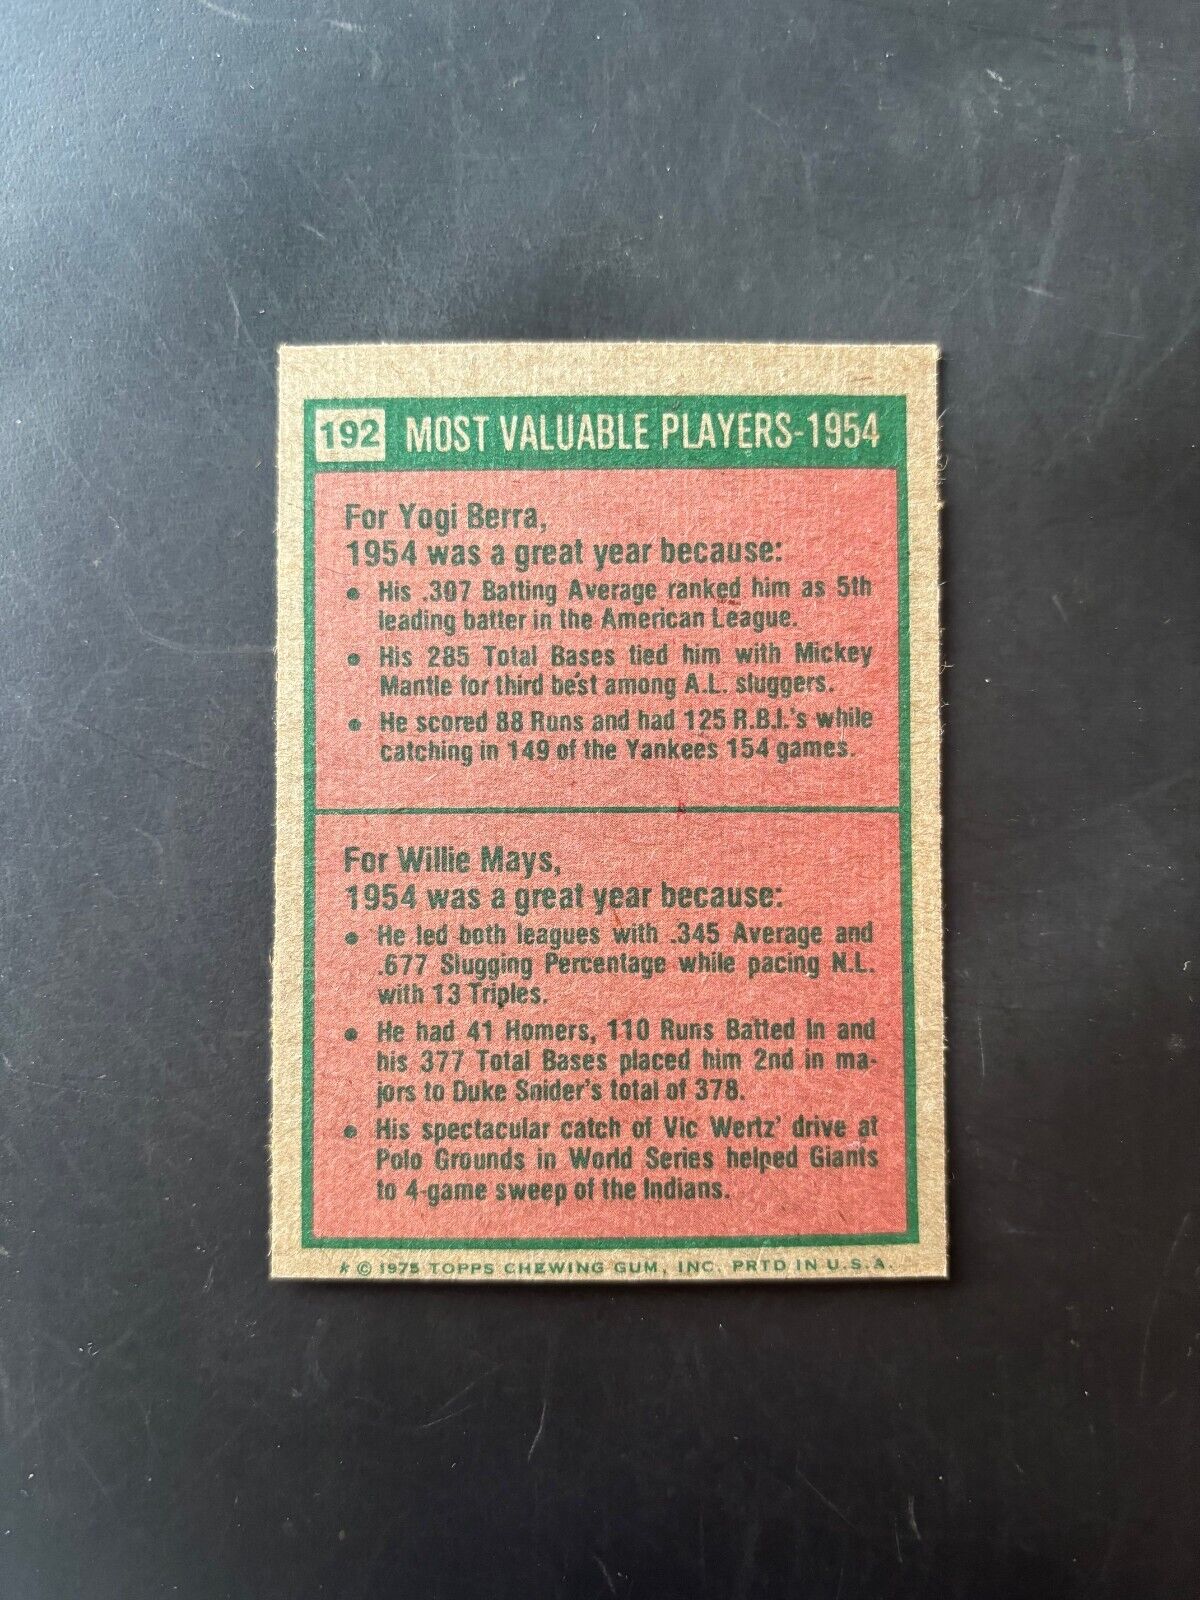 192 MOST VALUABLE PLAYERS-1954
For Yogi Berra,
1954 was a great year because:
• His .307 Batting Average ranked him as 5th
leading batter in the American League.
• His 285 Total Bases tied him with Mickey
Mantle for third best among A.L. sluggers.
• He scored 88 Runs and had 125 R.B.I.'s while
catching in 149 of the Yankees 154 games.
For Willie Mays,
1954 was a great year because:
• He led both leagues with .345 Average and
.677 Slugging Percentage while pacing N.L.
with 13 Triples.
• He had 41 Homers, 110 Runs Batted In and
his 377 Total Bases placed him 2nd in ma-
jors to Duke Snider's total of 378.
• His spectacular catch of Vic Wertz' drive at
Polo Grounds in World Series helped Giants
to 4-game sweep of the Indians.
* © 1975 TOPPS CHEWING GUM, INC. PRTD IN U.S.A.